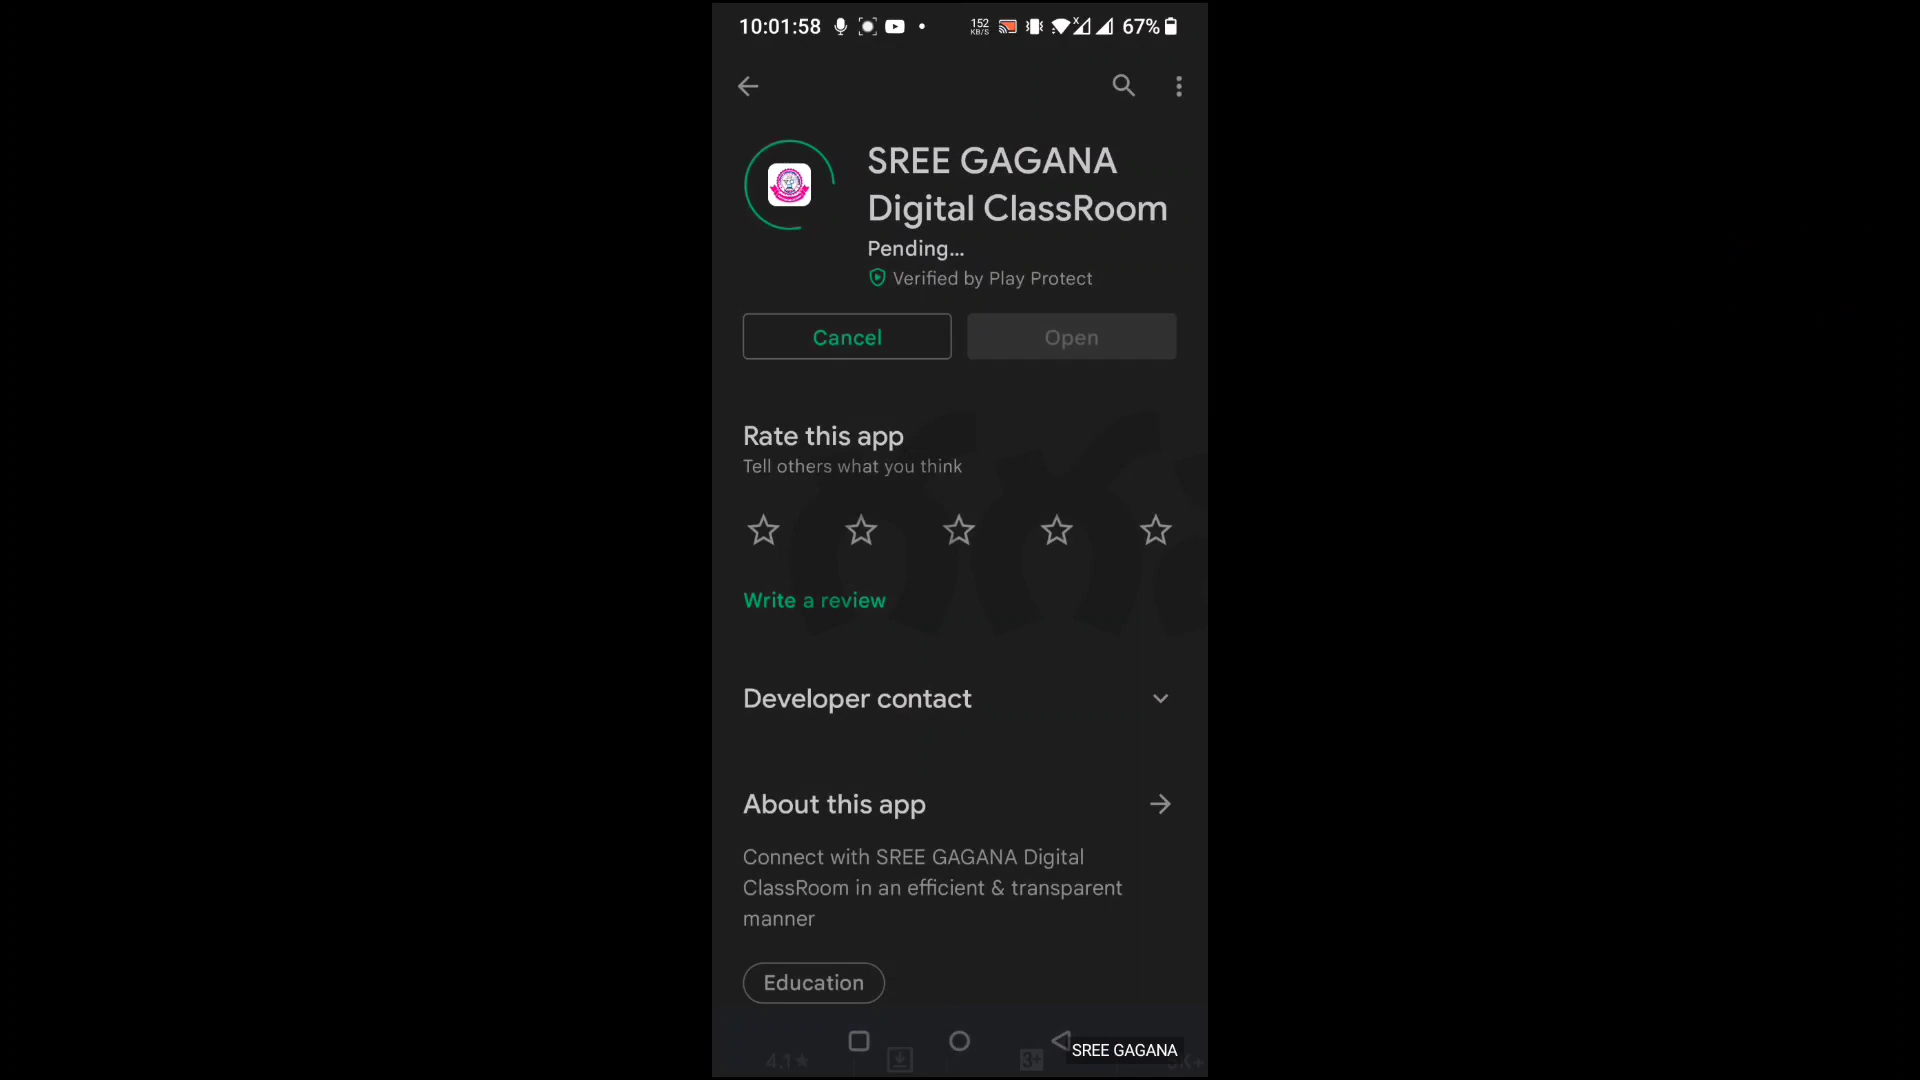 10:01:58
152
KB/S
67%
SREE GAGANA
Digital ClassRoom
Pending...
Verified by Play Protect
Cancel
Open
Rate this app
Tell others what you think
Write a review
Developer contact
About this app
Connect with SREE GAGANA Digital
ClassRoom in an efficient & transparent
manner
Education
4.1★
3+
SREE GAGANA